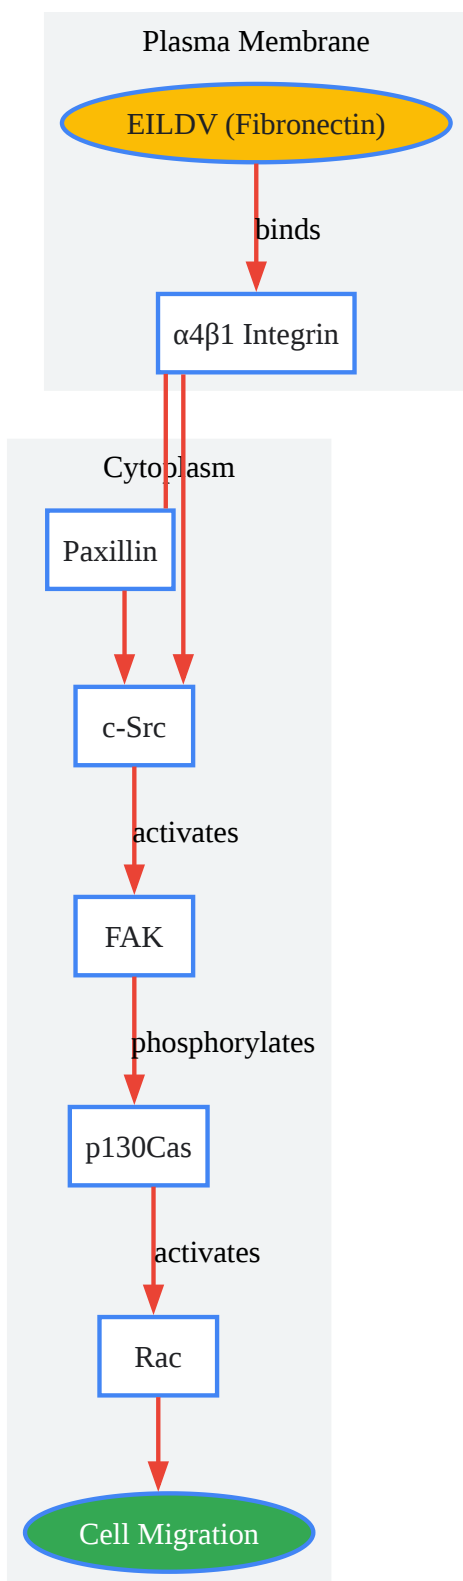 Plasma Membrane
EILDV (Fibronectin)
binds
α4β1 Integrin
Cytoplasm
Paxillin
c-Src
activates
FAK
phosphorylates
p130Cas
activates
Rac
Cell Migration